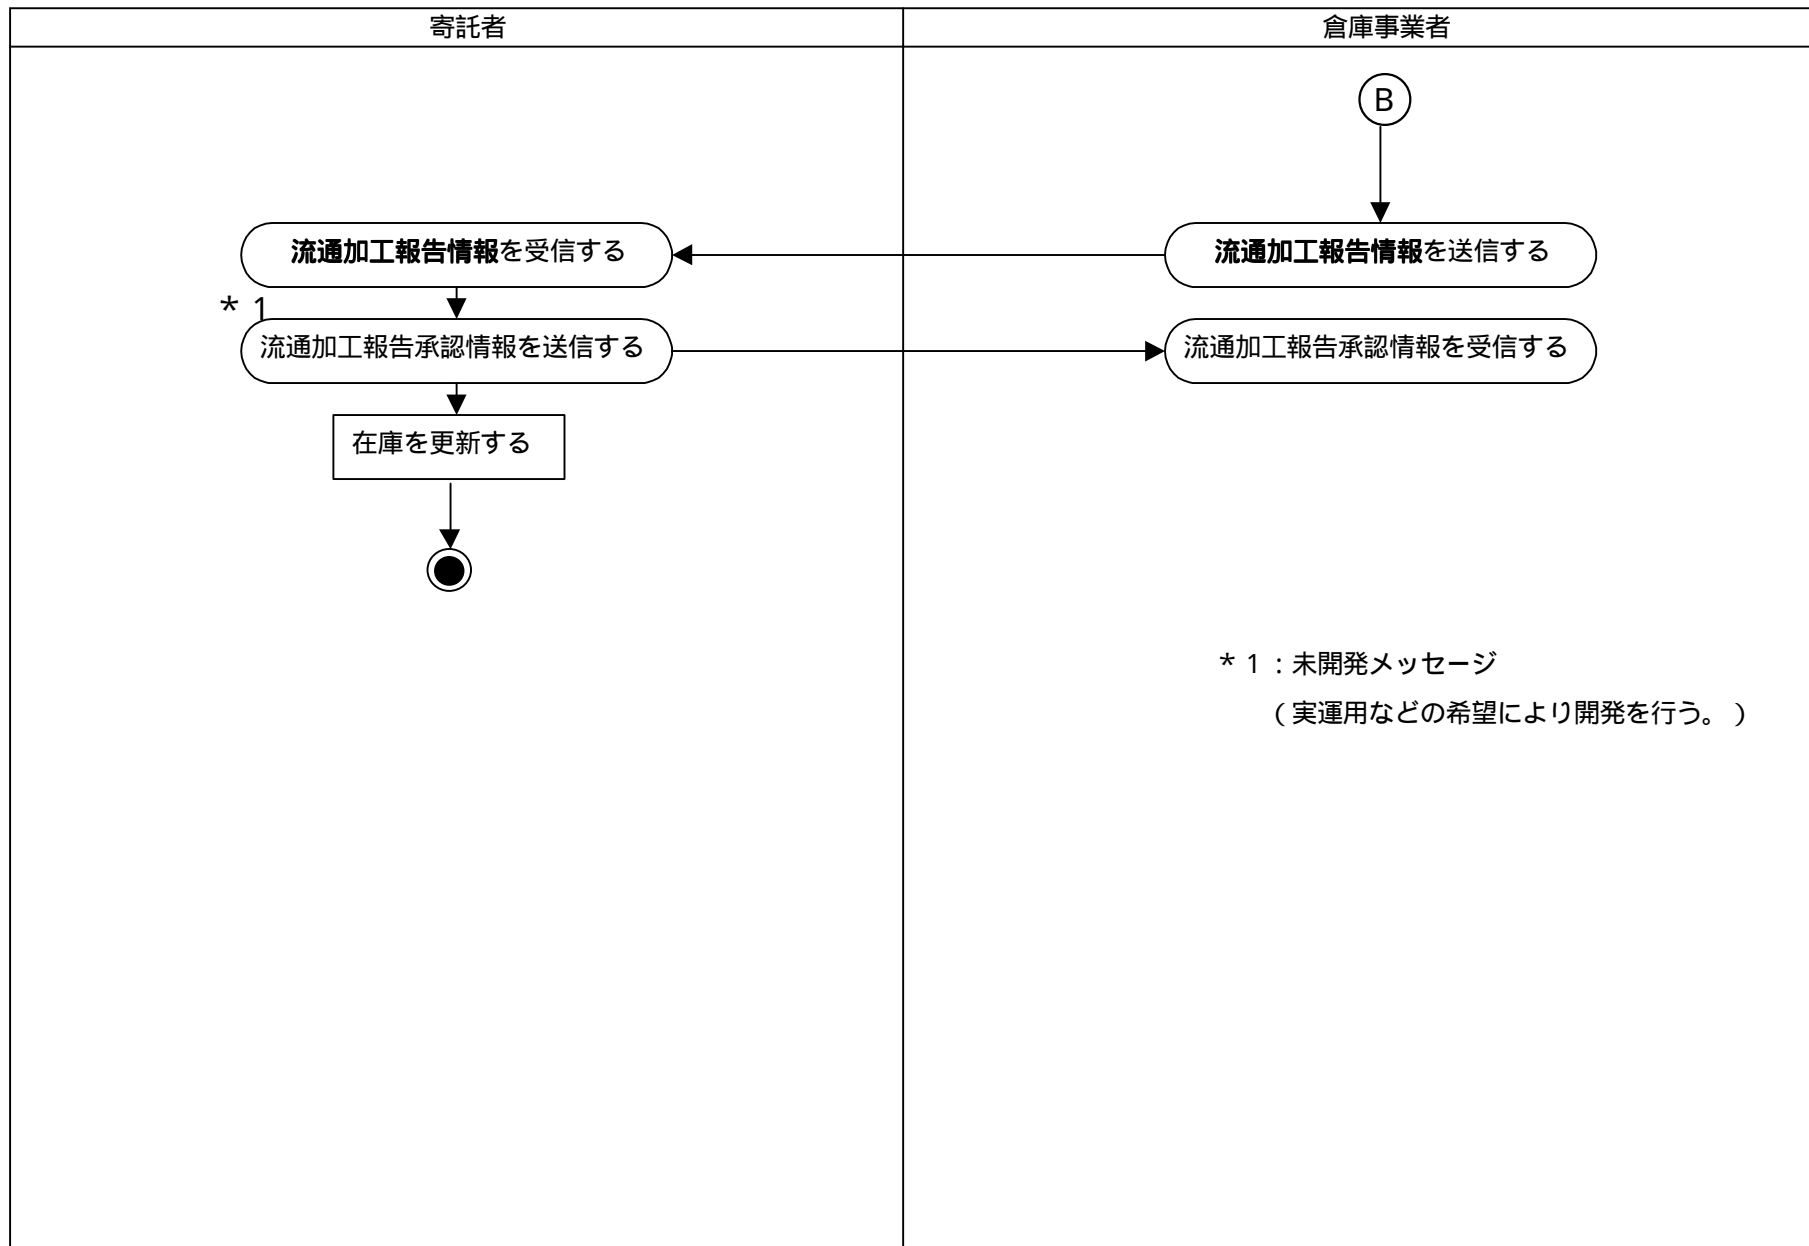 寄託者
倉庫事業者
B
流通加工報告情報を受信する
流通加工報告情報を送信する
＊１
流通加工報告承認情報を送信する
流通加工報告承認情報を受信する
在庫を更新する
＊１：未開発メッセージ
（実運用などの希望により開発を行う。）